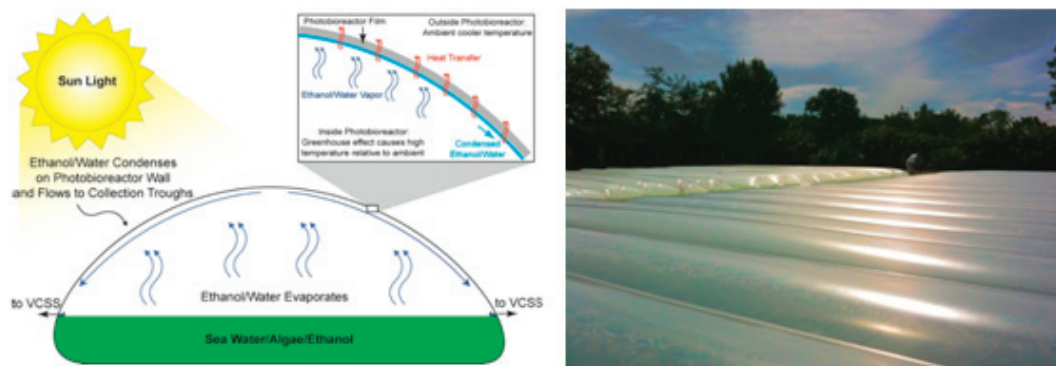 Sun Light
Ethanol/Water Condenses
on Photobioreactor Wall
and Flows to Collection Troughs
Photobioreactor Film
Outside Photobioreactor:
Ambient cooler temperature
Heat Transfer
Ethanol/Water Vapor
Inside Photobioreactor:
Greenhouse effect causes high
temperature relative to ambient
Condensed
Ethanol/Water
Ethanol/Water Evaporates
to VCSS
to VCSS
Sea Water/Algae/Ethanol